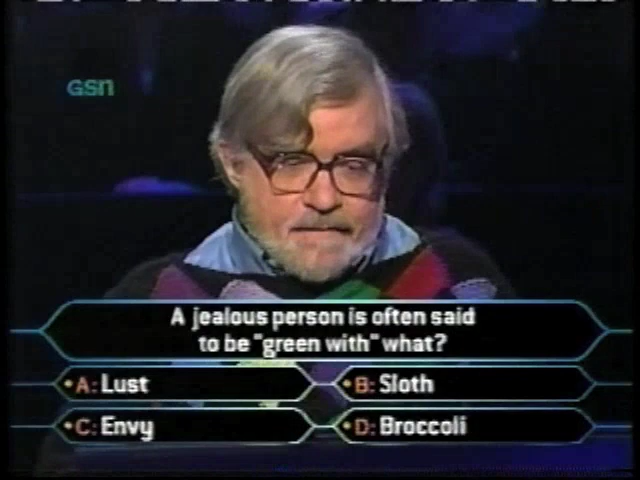 GSN
A jealous person is often said
to be "green with" what?
A: Lust
B: Sloth
C: Envy
D: Broccoli